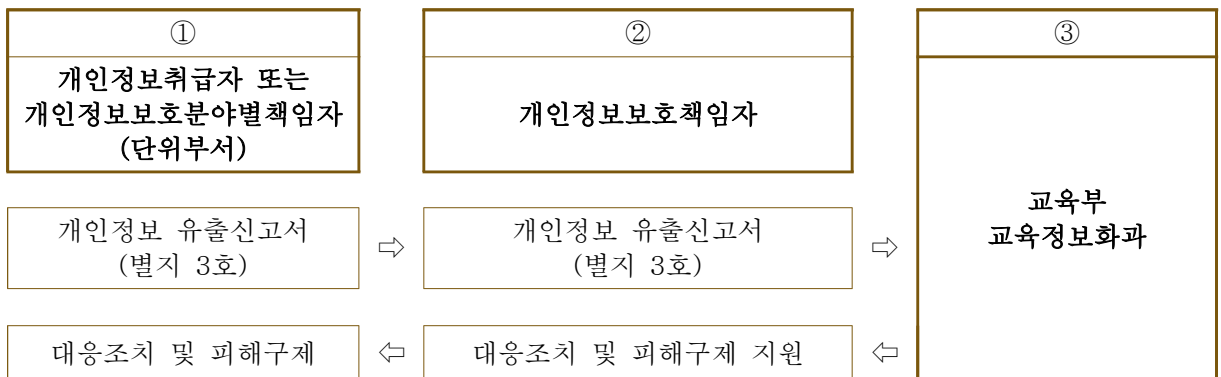 ①
개인정보취급자 또는
개인정보보호분야별책임자
(단위부서)
②
개인정보보호책임자
③
교육부
교육정보화과
개인정보 유출신고서
(별지 3호)
⇨
개인정보 유출신고서
(별지 3호)
⇨
대응조치 및 피해구제
⇦
대응조치 및 피해구제 지원
⇦